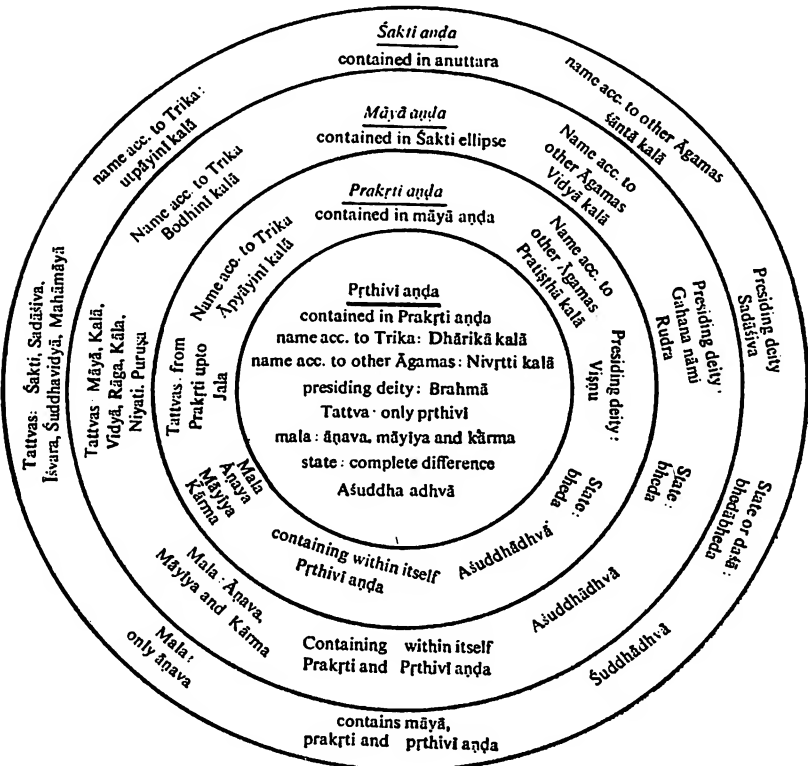 Śakti aṇḍa
contained in anuttara
name acc. to Trika:
utpāyini kalā
name acc. to other Āgamas
śāntā kalā
Tattvas: Śakti, Sadāśiva,
Iśvara, Śuddhavidyā, Mahāmāyā
Presiding deity
Sadāśiva
State or daśā:
bhedābheda
Mala:
only āṇava
Śuddhādhvā
contains māyā,
prakṛti and pṛthivī aṇḍa
Māyā aṇḍa
contained in Śakti ellipse
Name acc. to Trika
Bodhinī kalā
Name acc. to
other Āgamas
Vidyā kalā
Tattvas Māyā, Kalā,
Vidyā, Rāga, Kāla,
Niyati. Puruṣa
Presiding deity
Gahana nāmi
Rudra
State:
bheda
Mala: Āṇava,
Māyīya and Kārma
Aśuddhādhvā
Containing within itself
Prakṛti and Pṛthivī aṇḍa
Prakṛti aṇḍa
contained in māyā aṇḍa
Name acc. to Trika
Āpyāyinī kalā
Name acc. to
other Āgamas
Pratiṣṭhā kalā
Tattvas: from
Prakṛti upto
Jala
Presiding deity:
Viṣṇu
State:
bheda
Mala
Āṇava
Māyīya
Kārma
Aśuddhādhvā
containing within itself
Pṛthivī aṇḍa
Pṛthivī aṇḍa
contained in Prakṛti aṇḍa
name acc. to Trika: Dhārikā kalā
name acc. to other Āgamas: Nivṛtti kalā
presiding deity: Brahmā
Tattva · only pṛthivi
mala: āṇava, māyīya and kārma
state: complete difference
Aśuddha adhvā